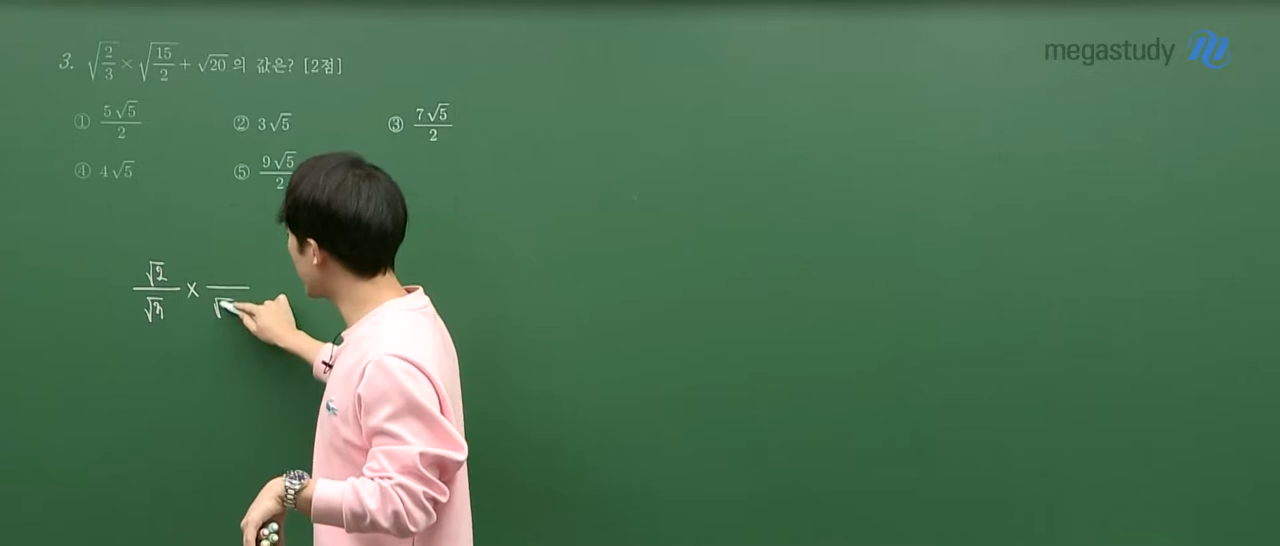 megastudy
3. √(2/3) × √(15/2) + √20 의 값은? [2점]
① 5√5/2 ② 3√5 ③ 7√5/2
④ 4√5 ⑤ 9√5/2
√2/√3 ×